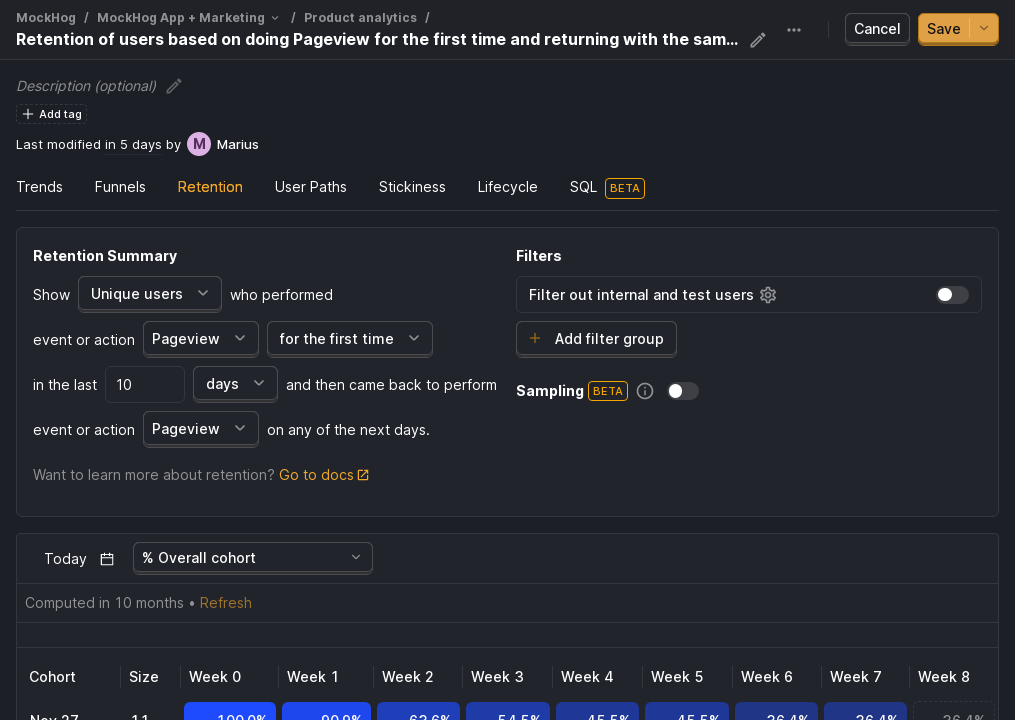 MockHog / MockHog App + Marketing / Product analytics /
Retention of users based on doing Pageview for the first time and returning with the sam...
Cancel
Save
Description (optional)
Add tag
Last modified in 5 days by M Marius
Trends Funnels Retention User Paths Stickiness Lifecycle SQL BETA
Retention Summary
Show Unique users who performed
event or action Pageview for the first time
in the last 10 days and then came back to perform
event or action Pageview on any of the next days.
Want to learn more about retention? Go to docs
Filters
Filter out internal and test users
Add filter group
Sampling BETA
Today % Overall cohort
Computed in 10 months • Refresh
Cohort Size Week 0 Week 1 Week 2 Week 3 Week 4 Week 5 Week 6 Week 7 Week 8
Nov 27 11 100.0% 90.9% 63.6% 54.5% 45.5% 45.5% 36.4% 36.4% 36.4%